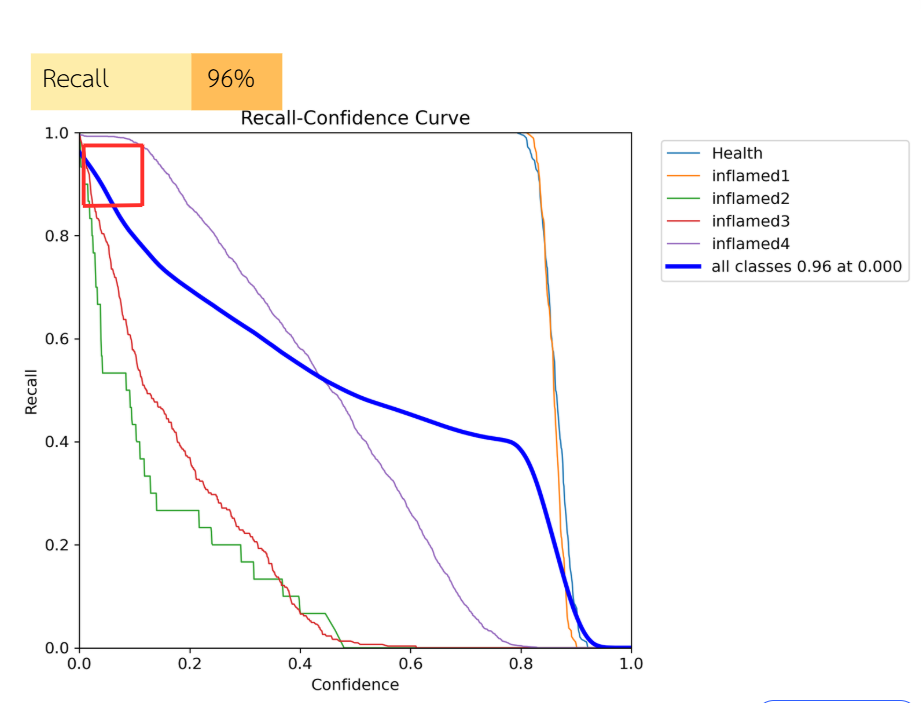 Recall 96%
Recall-Confidence Curve
1.0
0.8
0.6
0.4
0.2
0.0
Recall
0.0 0.2 0.4 0.6 0.8 1.0
Confidence
Health
inflamed1
inflamed2
inflamed3
inflamed4
all classes 0.96 at 0.000